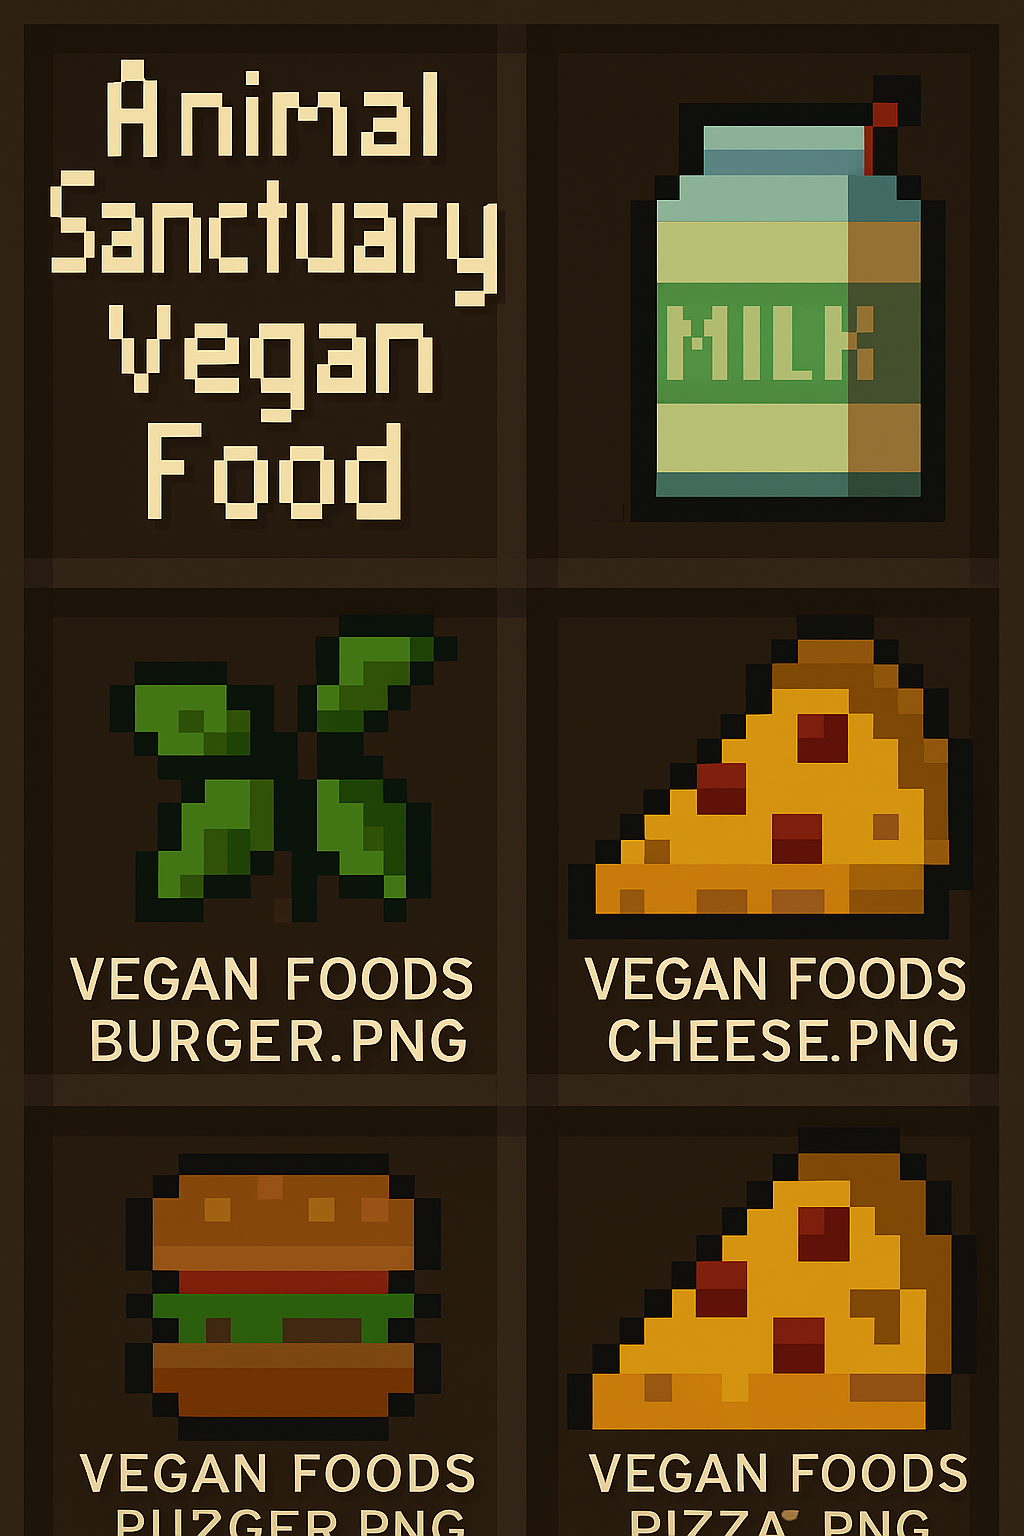 Animal
Sanctuary
Vegan
Food
MILK
VEGAN FOODS
BURGER.PNG
VEGAN FOODS
CHEESE.PNG
VEGAN FOODS
PUZGER.PNG
VEGAN FOODS
PIZZA.PNG